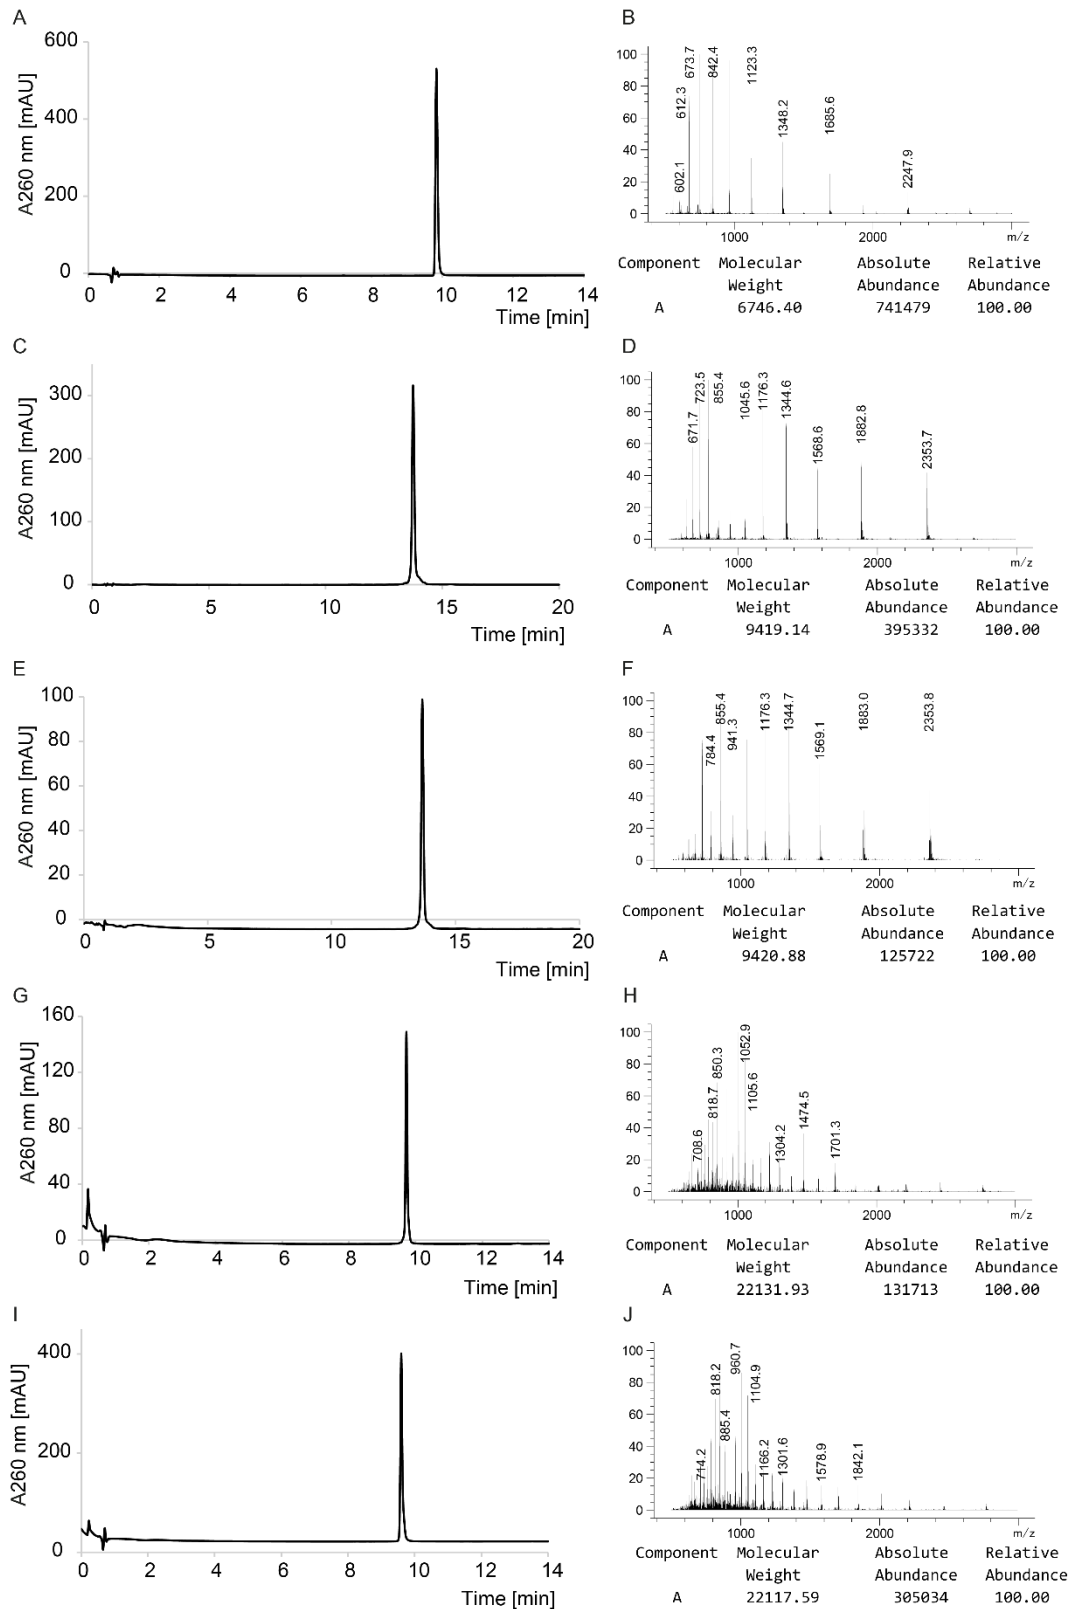 A
600
400
200
0
A260 nm [mAU]
0 2 4 6 8 10 12 14
Time [min]
B
100
80
60
40
20
0
602.1
612.3
673.7
842.4
1123.3
1348.2
1685.6
2247.9
1000 2000 m/z
Component Molecular Absolute Relative
Weight Abundance Abundance
A 6746.40 741479 100.00
C
300
200
100
0
A260 nm [mAU]
0 5 10 15 20
Time [min]
D
100
80
60
40
20
0
671.7
723.5
855.4
1045.6
1176.3
1344.6
1568.6
1882.8
2353.7
1000 2000 m/z
Component Molecular Absolute Relative
Weight Abundance Abundance
A 9419.14 395332 100.00
E
100
80
60
40
20
0
A260 nm [mAU]
0 5 10 15 20
Time [min]
F
100
80
60
40
20
0
784.4
855.4
941.3
1176.3
1344.7
1569.1
1883.0
2353.8
1000 2000 m/z
Component Molecular Absolute Relative
Weight Abundance Abundance
A 9420.88 125722 100.00
G
160
120
80
40
0
A260 nm [mAU]
0 2 4 6 8 10 12 14
Time [min]
H
100
80
60
40
20
0
708.6
818.7
850.3
1052.9
1105.6
1304.2
1474.5
1701.3
1000 2000 m/z
Component Molecular Absolute Relative
Weight Abundance Abundance
A 22131.93 131713 100.00
I
400
200
0
A260 nm [mAU]
0 2 4 6 8 10 12 14
Time [min]
J
100
80
60
40
20
0
714.2
818.2
885.4
960.7
1104.9
1166.2
1301.6
1578.9
1842.1
1000 2000 m/z
Component Molecular Absolute Relative
Weight Abundance Abundance
A 22117.59 305034 100.00